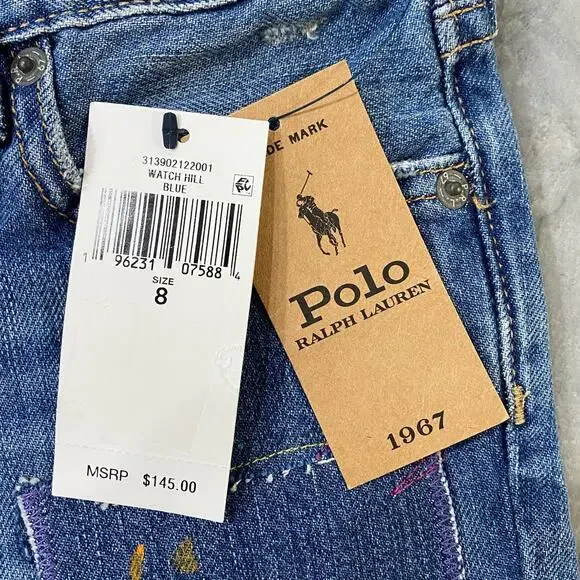 313902122001
WATCH HILL
BLUE
1 96231 07588 4
SIZE
8
MSRP $145.00
DE MARK
Polo
RALPH LAUREN
1967